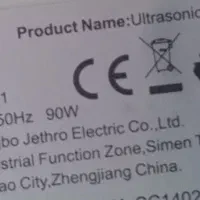 Product Name:Ultrasonic
CE
1
50Hz 90W
bo Jethro Electric Co.,Ltd.
strial Function Zone,Simen T
ao City,Zhengjiang China.